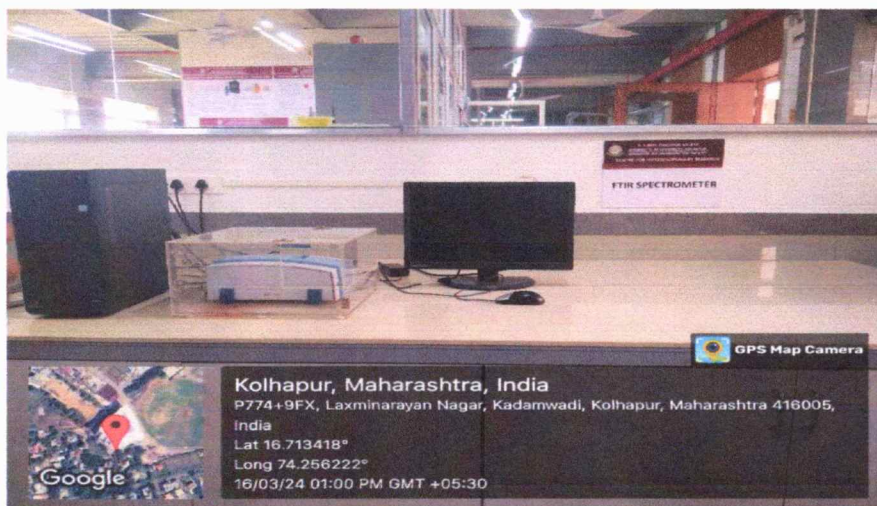 FTIR SPECTROMETER
GPS Map Camera
Kolhapur, Maharashtra, India
P774+9FX, Laxminarayan Nagar, Kadamwadi, Kolhapur, Maharashtra 416005,
India
Lat 16.713418°
Long 74.256222°
16/03/24 01:00 PM GMT +05:30
Google